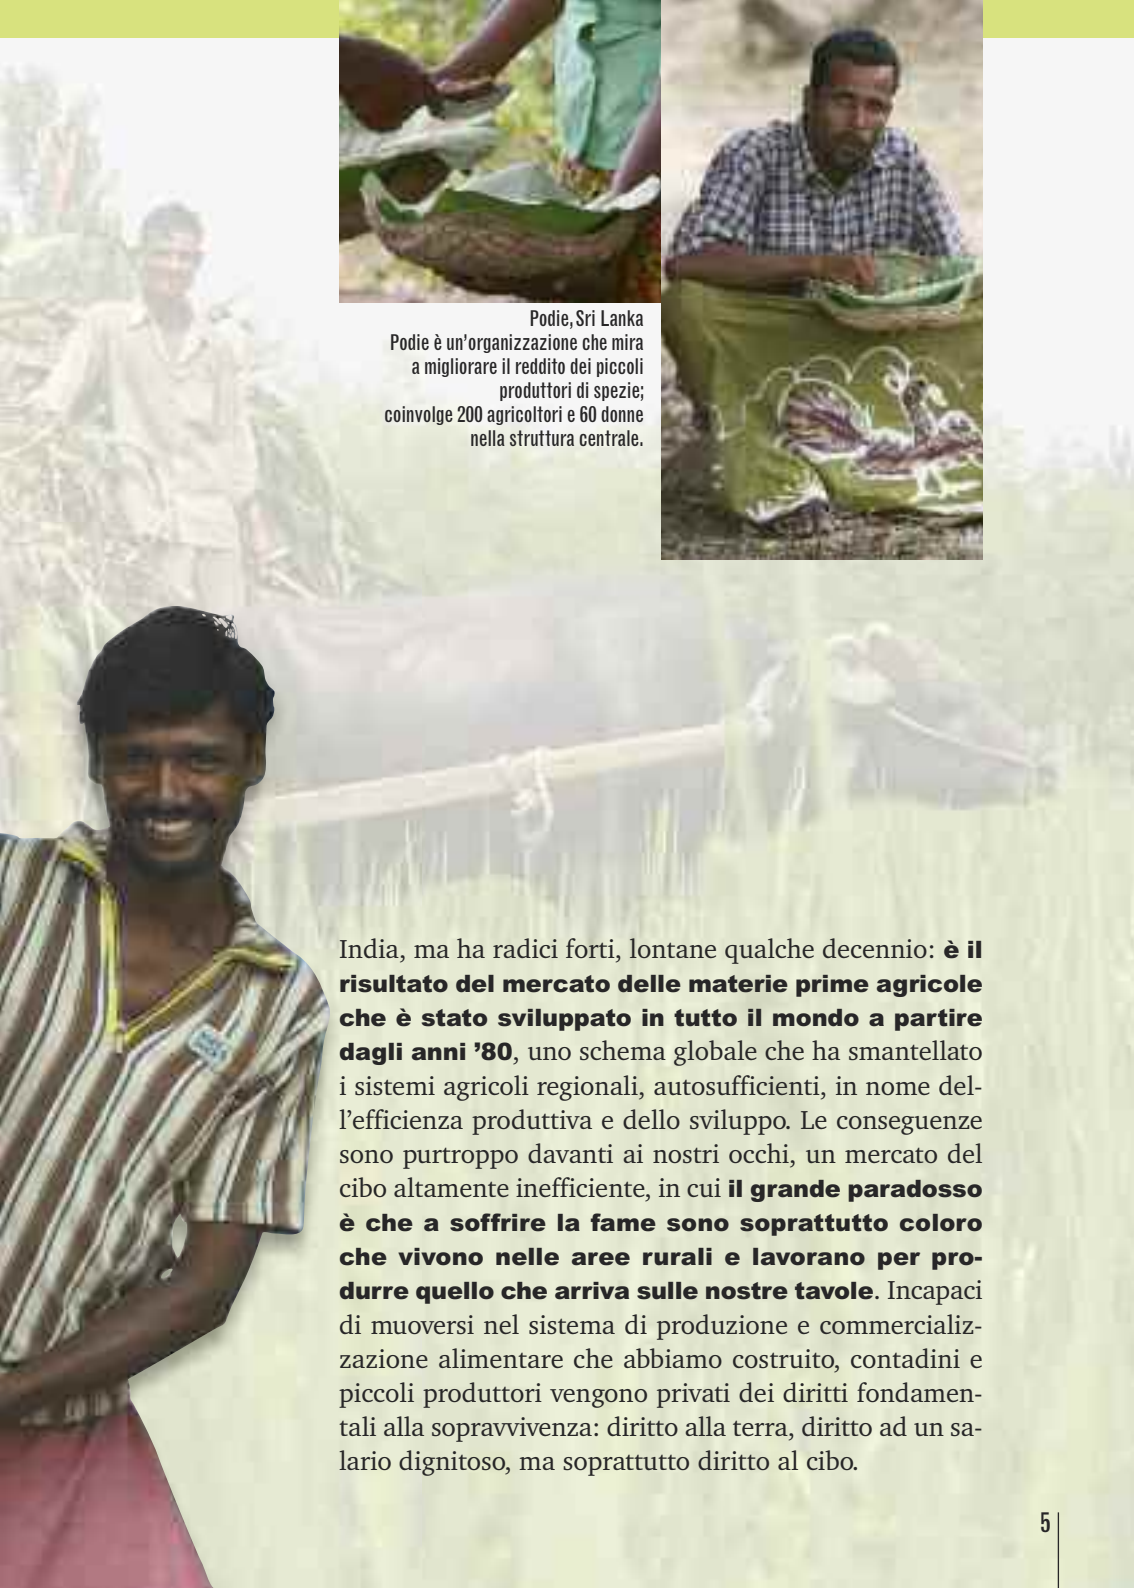 Podie, Sri Lanka
Podie è un’organizzazione che mira
a migliorare il reddito dei piccoli
produttori di spezie;
coinvolge 200 agricoltori e 60 donne
nella struttura centrale.
India, ma ha radici forti, lontane qualche decennio: è il
risultato del mercato delle materie prime agricole
che è stato sviluppato in tutto il mondo a partire
dagli anni ’80, uno schema globale che ha smantellato
i sistemi agricoli regionali, autosufficienti, in nome del-
l’efficienza produttiva e dello sviluppo. Le conseguenze
sono purtroppo davanti ai nostri occhi, un mercato del
cibo altamente inefficiente, in cui il grande paradosso
è che a soffrire la fame sono soprattutto coloro
che vivono nelle aree rurali e lavorano per pro-
durre quello che arriva sulle nostre tavole. Incapaci
di muoversi nel sistema di produzione e commercializ-
zazione alimentare che abbiamo costruito, contadini e
piccoli produttori vengono privati dei diritti fondamen-
tali alla sopravvivenza: diritto alla terra, diritto ad un sa-
lario dignitoso, ma soprattutto diritto al cibo.
5